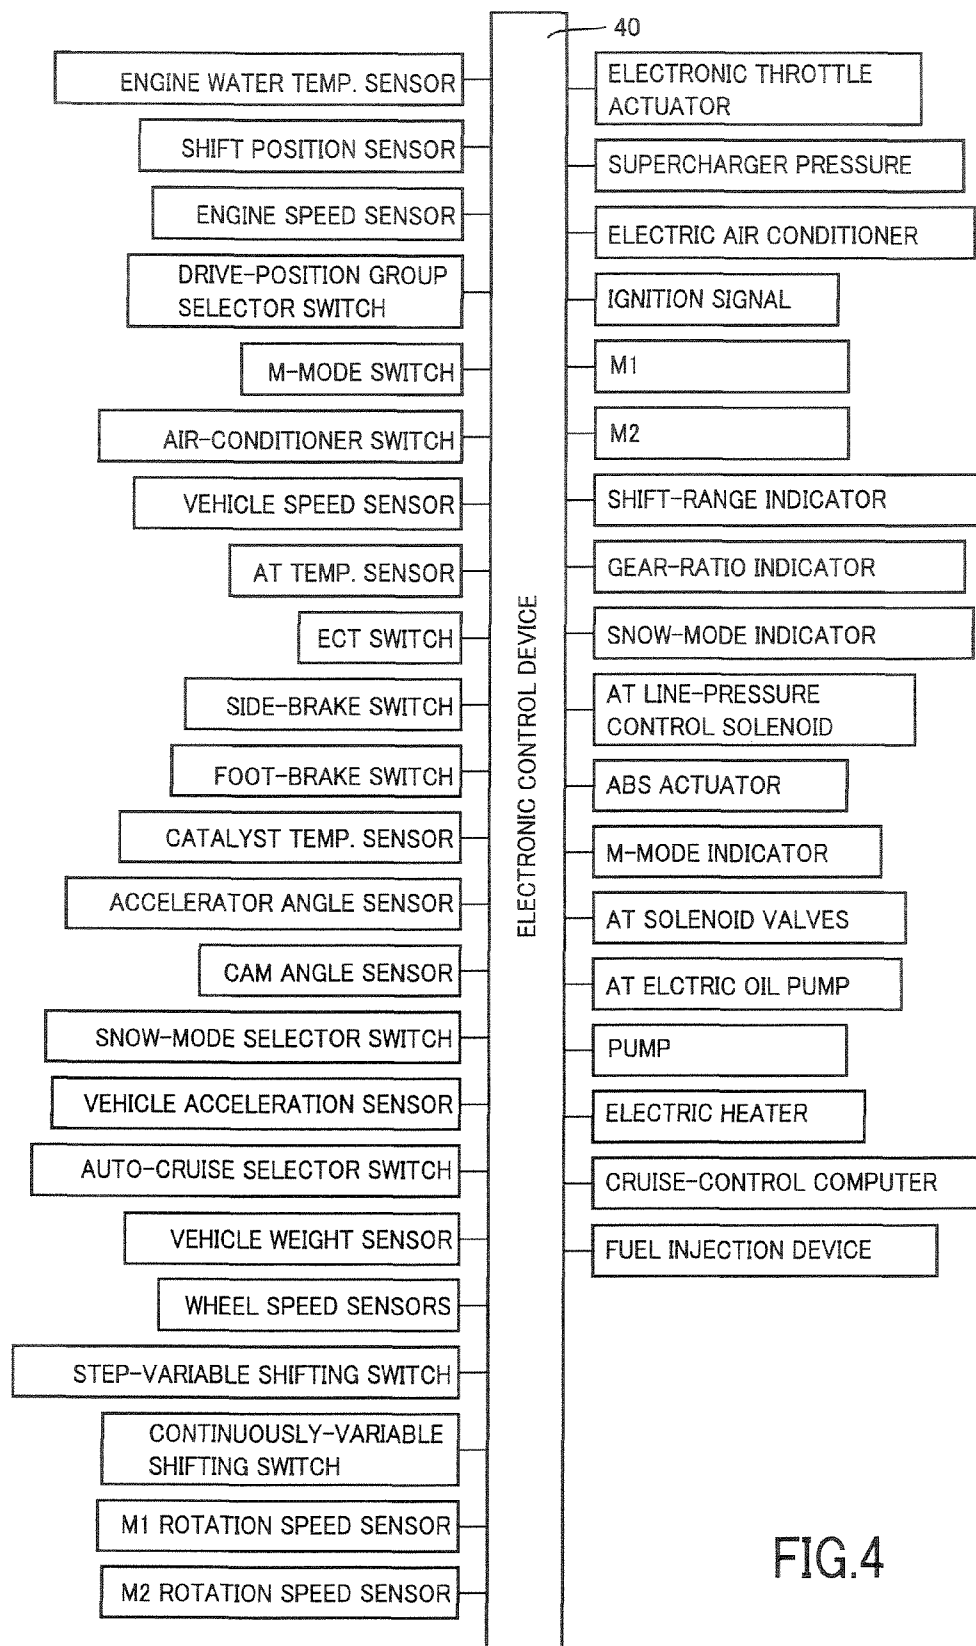 40
ENGINE WATER TEMP. SENSOR
SHIFT POSITION SENSOR
ENGINE SPEED SENSOR
DRIVE-POSITION GROUP
SELECTOR SWITCH
M-MODE SWITCH
AIR-CONDITIONER SWITCH
VEHICLE SPEED SENSOR
AT TEMP. SENSOR
ECT SWITCH
SIDE-BRAKE SWITCH
FOOT-BRAKE SWITCH
CATALYST TEMP. SENSOR
ACCELERATOR ANGLE SENSOR
CAM ANGLE SENSOR
SNOW-MODE SELECTOR SWITCH
VEHICLE ACCELERATION SENSOR
AUTO-CRUISE SELECTOR SWITCH
VEHICLE WEIGHT SENSOR
WHEEL SPEED SENSORS
STEP-VARIABLE SHIFTING SWITCH
CONTINUOUSLY-VARIABLE
SHIFTING SWITCH
M1 ROTATION SPEED SENSOR
M2 ROTATION SPEED SENSOR
ELECTRONIC CONTROL DEVICE
ELECTRONIC THROTTLE
ACTUATOR
SUPERCHARGER PRESSURE
ELECTRIC AIR CONDITIONER
IGNITION SIGNAL
M1
M2
SHIFT-RANGE INDICATOR
GEAR-RATIO INDICATOR
SNOW-MODE INDICATOR
AT LINE-PRESSURE
CONTROL SOLENOID
ABS ACTUATOR
M-MODE INDICATOR
AT SOLENOID VALVES
AT ELCTRIC OIL PUMP
PUMP
ELECTRIC HEATER
CRUISE-CONTROL COMPUTER
FUEL INJECTION DEVICE
FIG.4